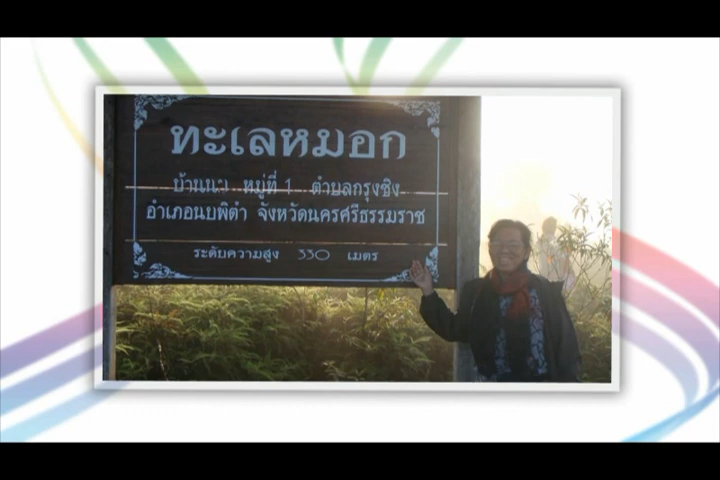 ทะเลหมอก
บ้านนา หมู่ที่ 1 ตำบลกรุงชิง
อำเภอนบพิตำ จังหวัดนครศรีธรรมราช
ระดับความสูง 330 เมตร